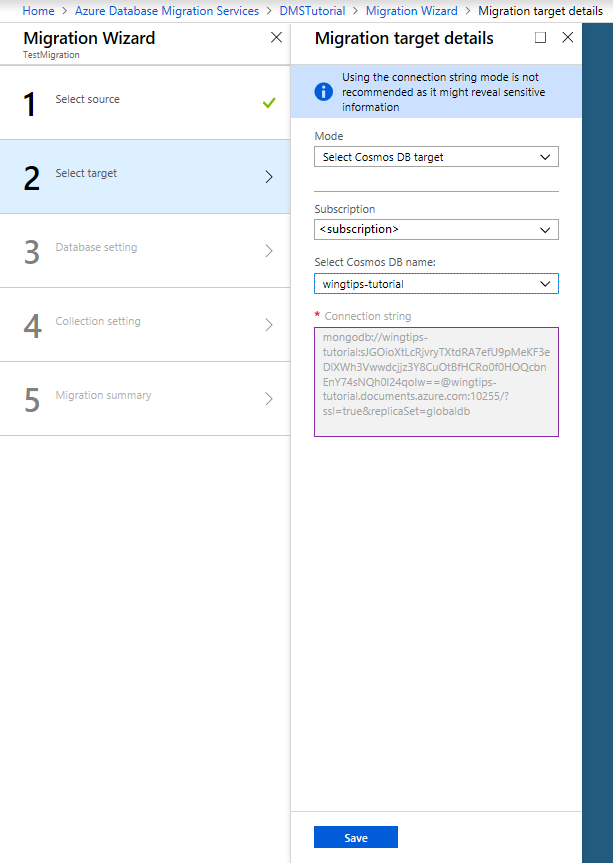 Home > Azure Database Migration Services > DMSTutorial > Migration Wizard > Migration target details
Migration Wizard
TestMigration
1 Select source
2 Select target
3 Database setting
4 Collection setting
5 Migration summary
Migration target details
Using the connection string mode is not
recommended as it might reveal sensitive
information
Mode
Select Cosmos DB target
Subscription
<subscription>
Select Cosmos DB name:
wingtips-tutorial
* Connection string
mongodb://wingtips-
tutorial:sJGOioXtLcRjvryTXtdRA7efU9pMeKF3e
DlXWh3Vwwdcjjz3Y8CuOtBfHCRo0f0HOQcbn
EnY74sNQh0l24qoIw==@wingtips-
tutorial.documents.azure.com:10255/?
ssl=true&replicaSet=globaldb
Save